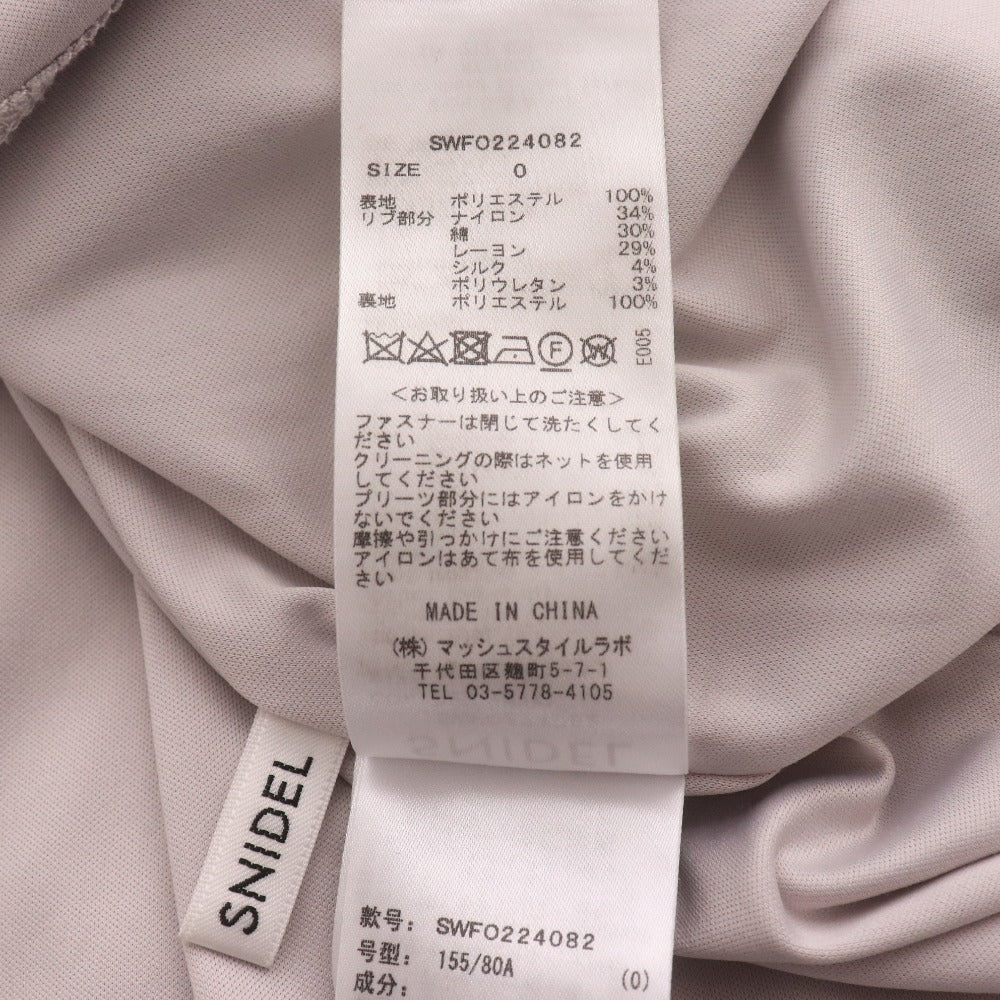 SWFO224082
SIZE 0
表地 ポリエステル 100%
リブ部分 ナイロン 34%
綿 30%
レーヨン 29%
シルク 4%
ポリウレタン 3%
裏地 ポリエステル 100%
F W
E005
<お取り扱い上のご注意>
ファスナーは閉じて洗たくしてく
ださい
クリーニングの際はネットを使用
してください
プリーツ部分にはアイロンをかけ
ないでください
摩擦や引っかけにご注意ください
アイロンはあて布を使用してくだ
さい
MADE IN CHINA
(株)マッシュスタイルラボ
千代田区麹町5-7-1
TEL 03-5778-4105
SNIDEL
SNIDEL
款号: SWFO224082
号型: 155/80A (0)
成分: